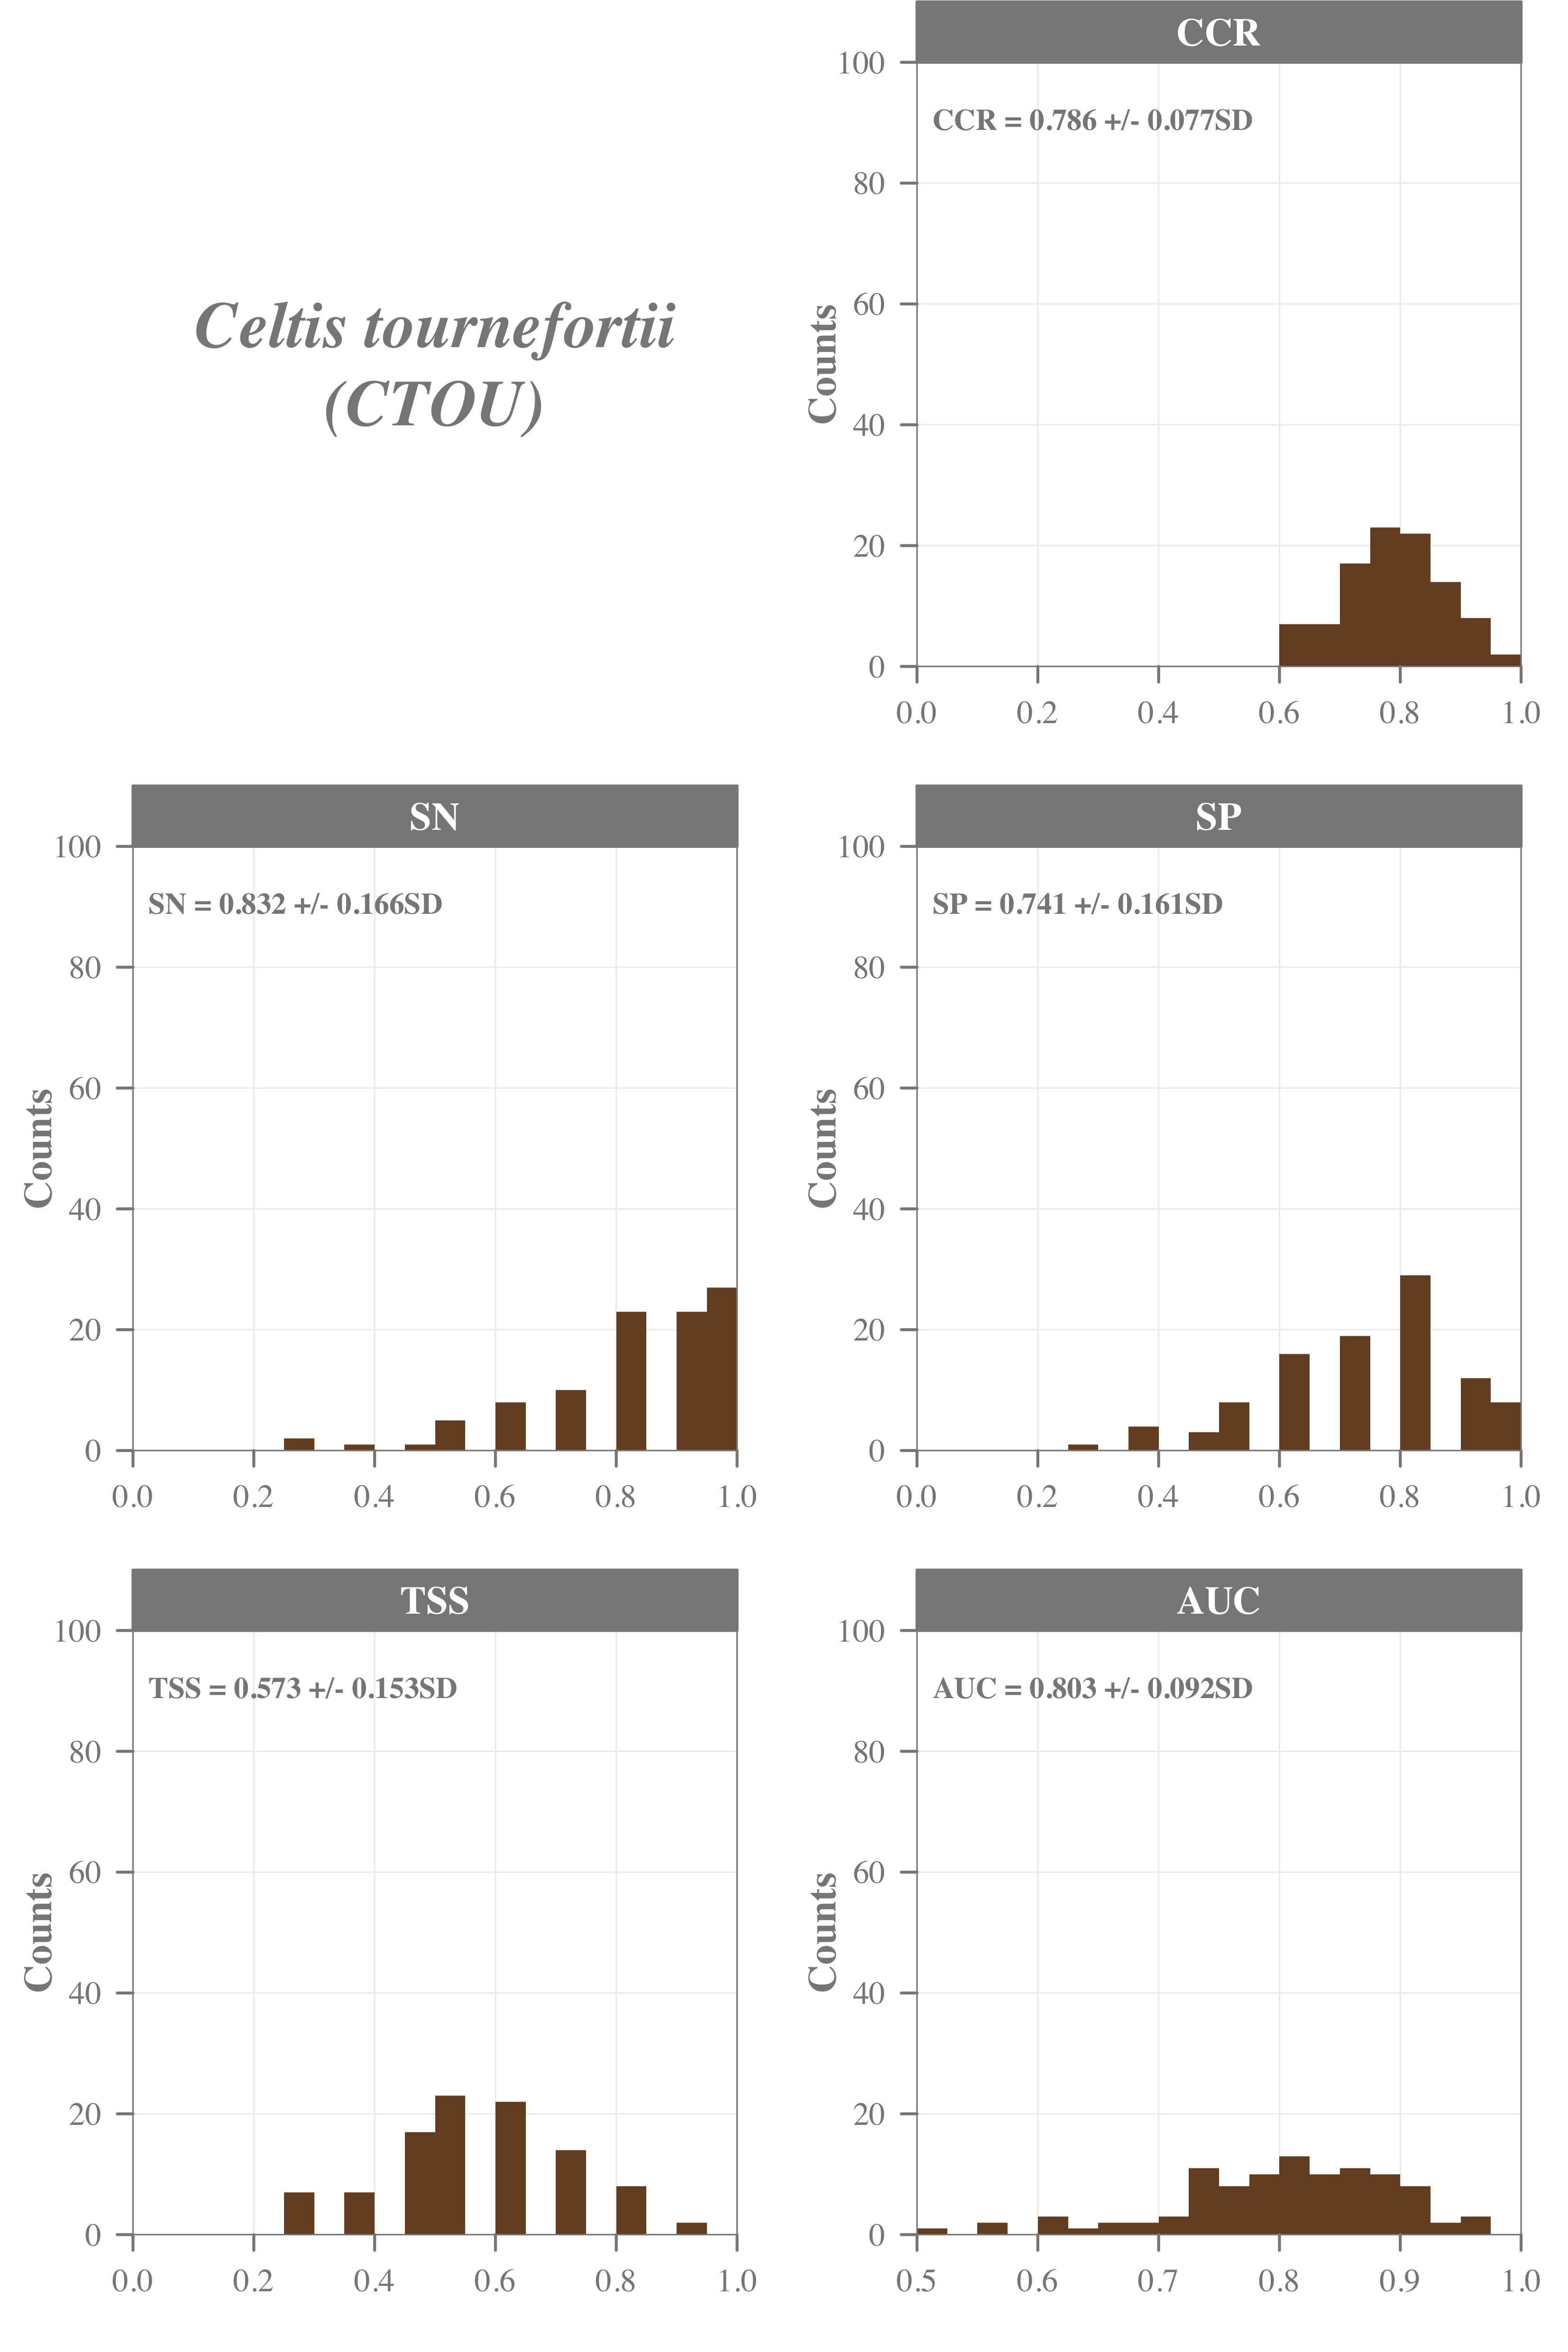 CCR
100
CCR = 0.786 +/- 0.077SD
80
60
Counts
40
20
0
0.0 0.2 0.4 0.6 0.8 1.0
Celtis tournefortii
(CTOU)
SN
100
SN = 0.832 +/- 0.166SD
80
60
Counts
40
20
0
0.0 0.2 0.4 0.6 0.8 1.0
SP
100
SP = 0.741 +/- 0.161SD
80
60
Counts
40
20
0
0.0 0.2 0.4 0.6 0.8 1.0
TSS
100
TSS = 0.573 +/- 0.153SD
80
60
Counts
40
20
0
0.0 0.2 0.4 0.6 0.8 1.0
AUC
100
AUC = 0.803 +/- 0.092SD
80
60
Counts
40
20
0
0.5 0.6 0.7 0.8 0.9 1.0